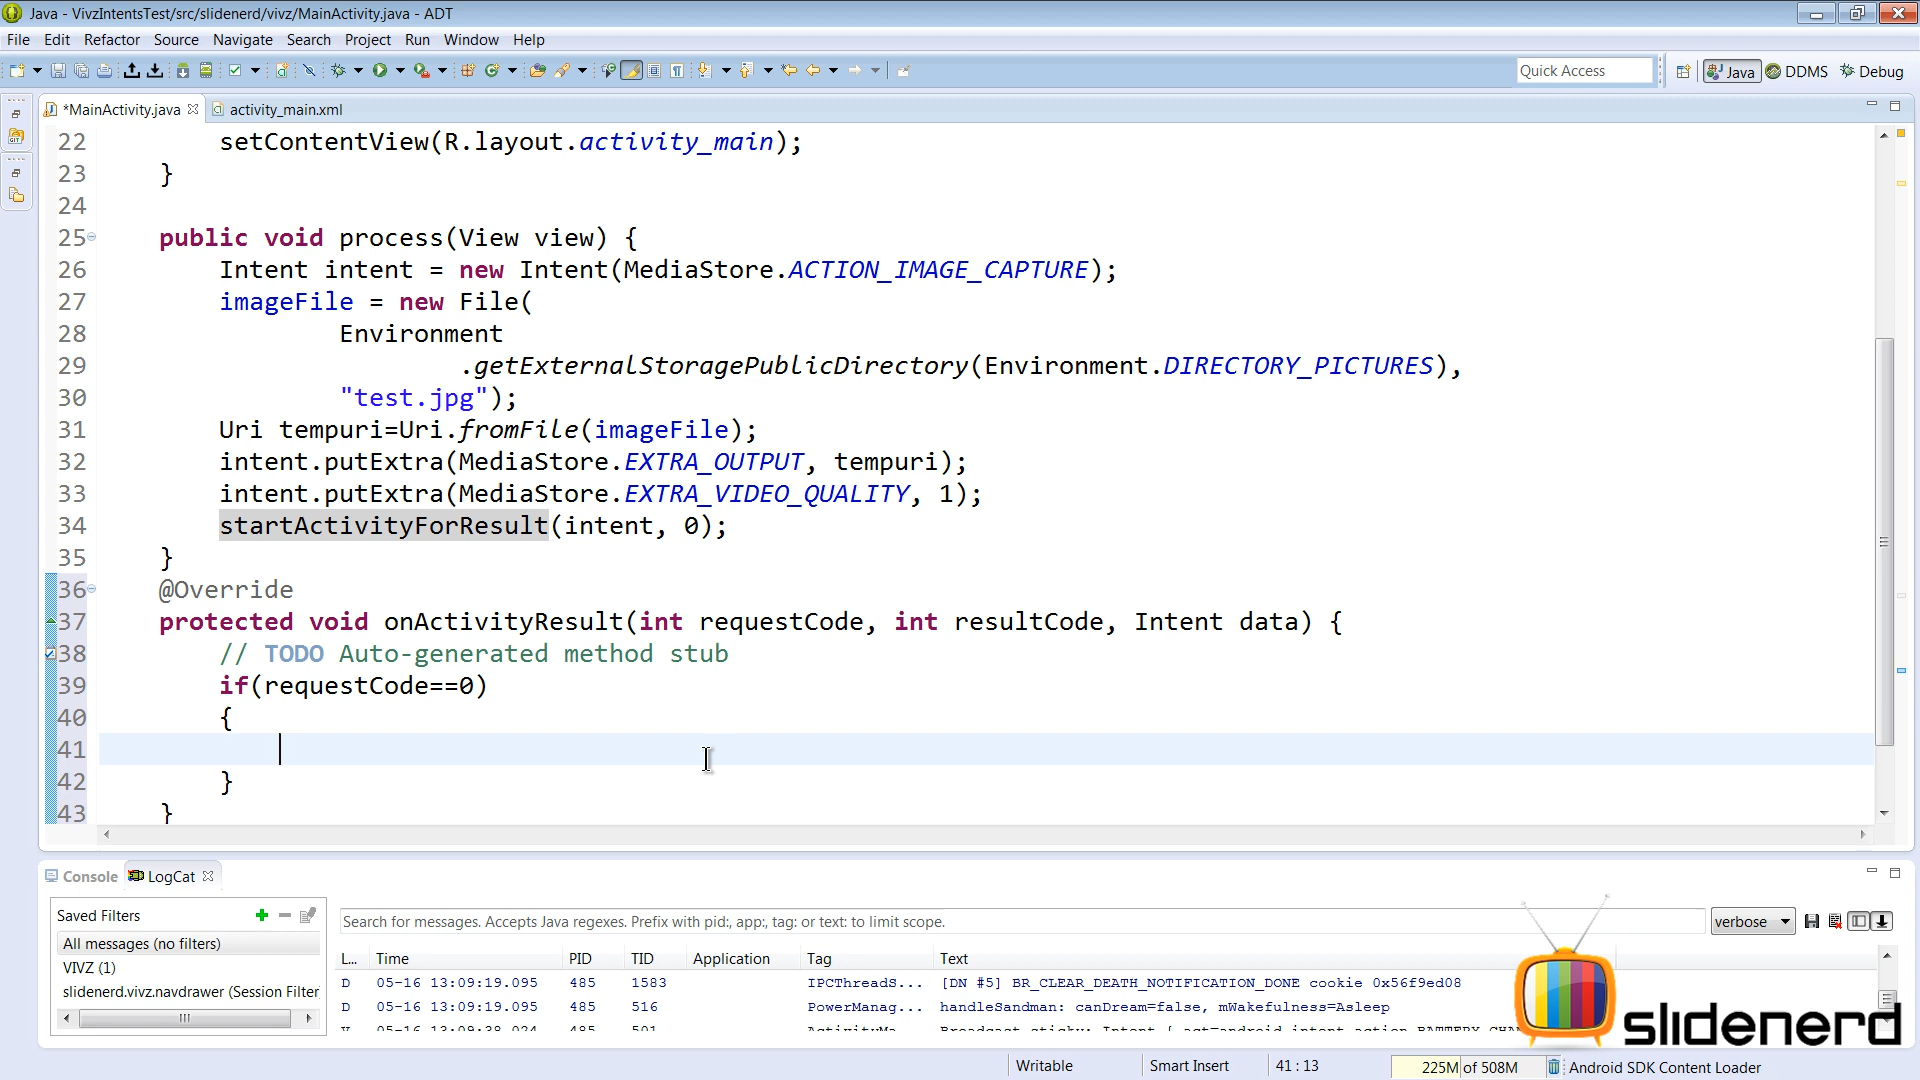 Java - VivzIntentsTest/src/slidenerd/vivz/MainActivity.java - ADT
File Edit Refactor Source Navigate Search Project Run Window Help
Quick Access Java DDMS Debug
*MainActivity.java activity_main.xml
22 setContentView(R.layout.activity_main);
23 }
24
25 public void process(View view) {
26 Intent intent = new Intent(MediaStore.ACTION_IMAGE_CAPTURE);
27 imageFile = new File(
28 Environment
29 .getExternalStoragePublicDirectory(Environment.DIRECTORY_PICTURES),
30 "test.jpg");
31 Uri tempuri=Uri.fromFile(imageFile);
32 intent.putExtra(MediaStore.EXTRA_OUTPUT, tempuri);
33 intent.putExtra(MediaStore.EXTRA_VIDEO_QUALITY, 1);
34 startActivityForResult(intent, 0);
35 }
36 @Override
37 protected void onActivityResult(int requestCode, int resultCode, Intent data) {
38 // TODO Auto-generated method stub
39 if(requestCode==0)
40 {
41
42 }
43 }
Console LogCat
Saved Filters
All messages (no filters)
VIVZ (1)
slidenerd.vivz.navdrawer (Session Filter
Search for messages. Accepts Java regexes. Prefix with pid:, app:, tag: or text: to limit scope.
verbose
L... Time PID TID Application Tag Text
D 05-16 13:09:19.095 485 1583 IPCThreadS... [DN #5] BR_CLEAR_DEATH_NOTIFICATION_DONE cookie 0x56f9ed08
D 05-16 13:09:19.095 485 516 PowerManag... handleSandman: canDream=false, mWakefulness=Asleep
slidenerd
Writable Smart Insert 41 : 13 225M of 508M Android SDK Content Loader